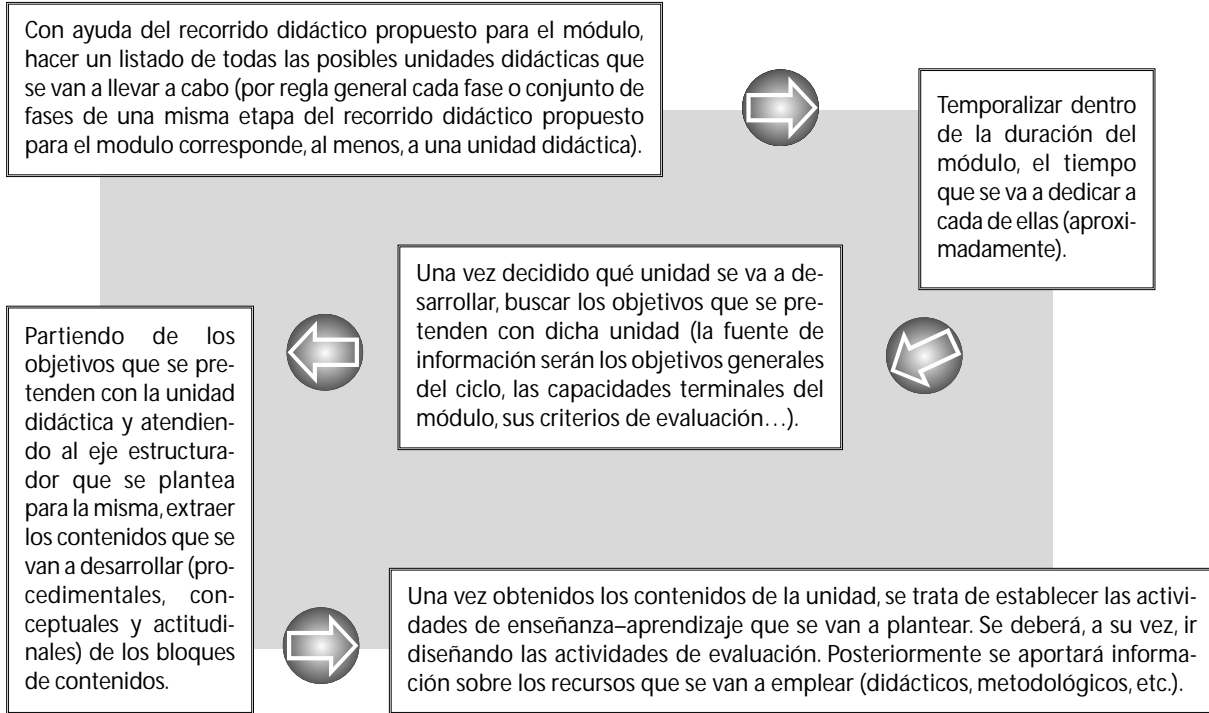 Con ayuda del recorrido didáctico propuesto para el módulo,
hacer un listado de todas las posibles unidades didácticas que
se van a llevar a cabo (por regla general cada fase o conjunto de
fases de una misma etapa del recorrido didáctico propuesto
para el modulo corresponde, al menos, a una unidad didáctica).
Temporalizar dentro
de la duración del
módulo, el tiempo
que se va a dedicar a
cada de ellas (aproxi-
madamente).
Una vez decidido qué unidad se va a de-
sarrollar, buscar los objetivos que se pre-
tenden con dicha unidad (la fuente de
información serán los objetivos generales
del ciclo, las capacidades terminales del
módulo, sus criterios de evaluación…).
Partiendo de los
objetivos que se pre-
tenden con la unidad
didáctica y atendien-
do al eje estructura-
dor que se plantea
para la misma, extraer
los contenidos que se
van a desarrollar (pro-
cedimentales, con-
ceptuales y actitudi-
nales) de los bloques
de contenidos.
Una vez obtenidos los contenidos de la unidad, se trata de establecer las activi-
dades de enseñanza–aprendizaje que se van a plantear. Se deberá, a su vez, ir
diseñando las actividades de evaluación. Posteriormente se aportará informa-
ción sobre los recursos que se van a emplear (didácticos, metodológicos, etc.).